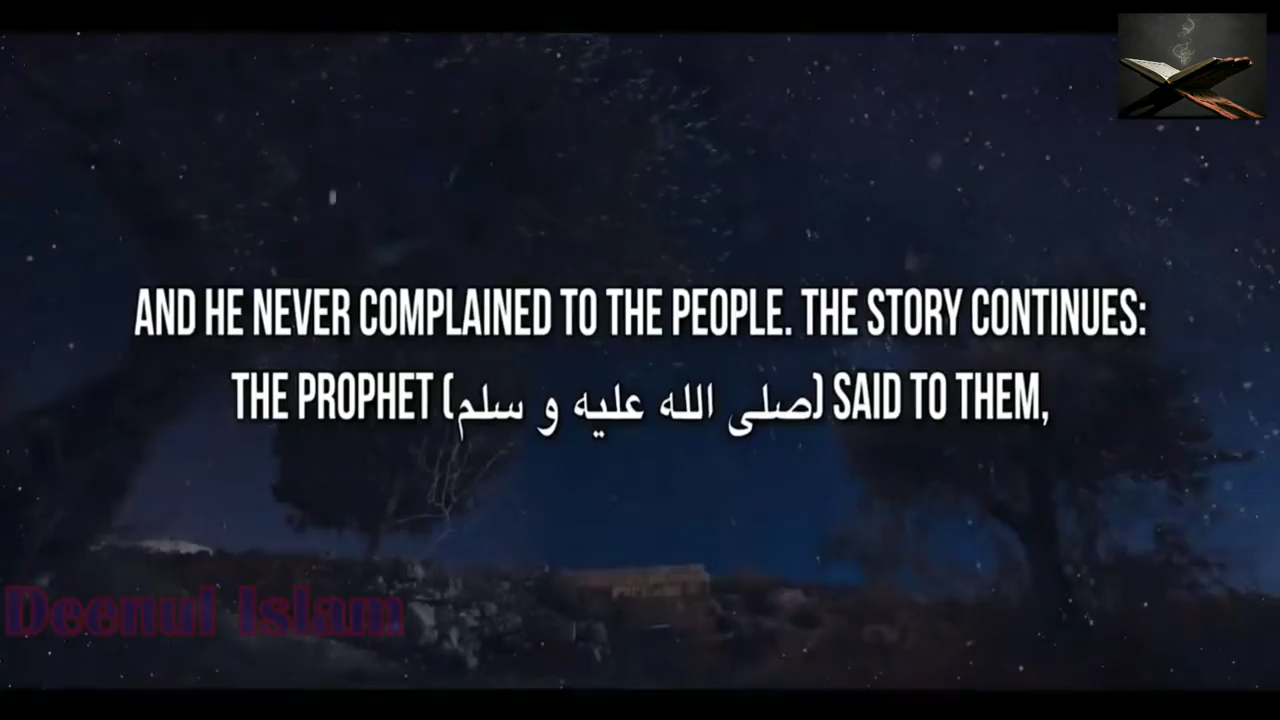 AND HE NEVER COMPLAINED TO THE PEOPLE. THE STORY CONTINUES:
THE PROPHET (صلى الله عليه و سلم) SAID TO THEM,
Deenul Islam